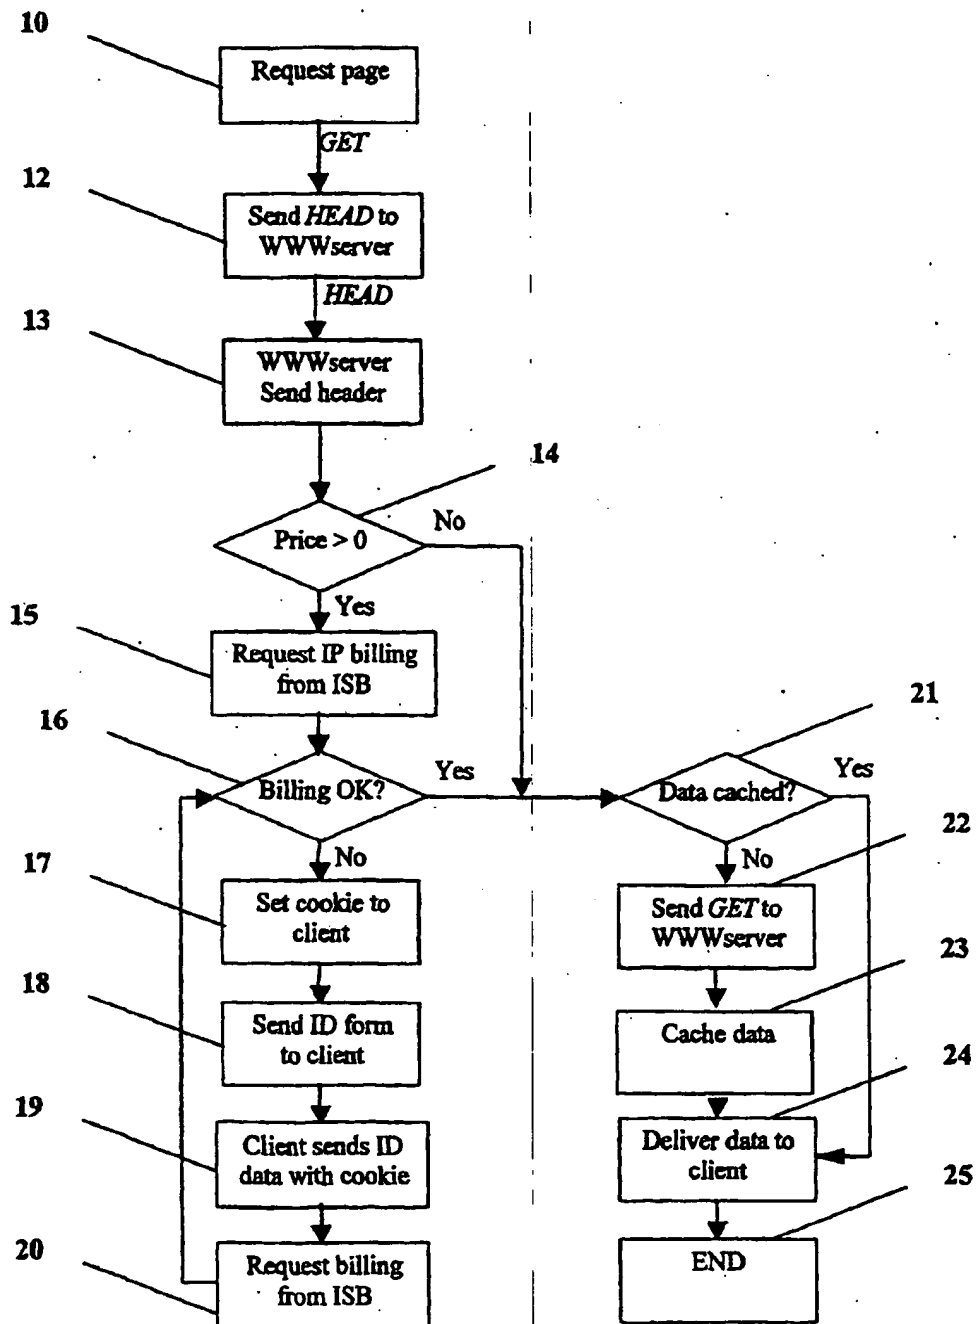 10
Request page
GET
12
Send HEAD to
WWWserver
HEAD
13
WWWserver
Send header
14
Price > 0
No
Yes
15
Request IP billing
from ISB
16
Billing OK?
Yes
No
17
Set cookie to
client
18
Send ID form
to client
19
Client sends ID
data with cookie
20
Request billing
from ISB
21
Data cached?
Yes
No
22
Send GET to
WWWserver
23
Cache data
24
Deliver data to
client
25
END